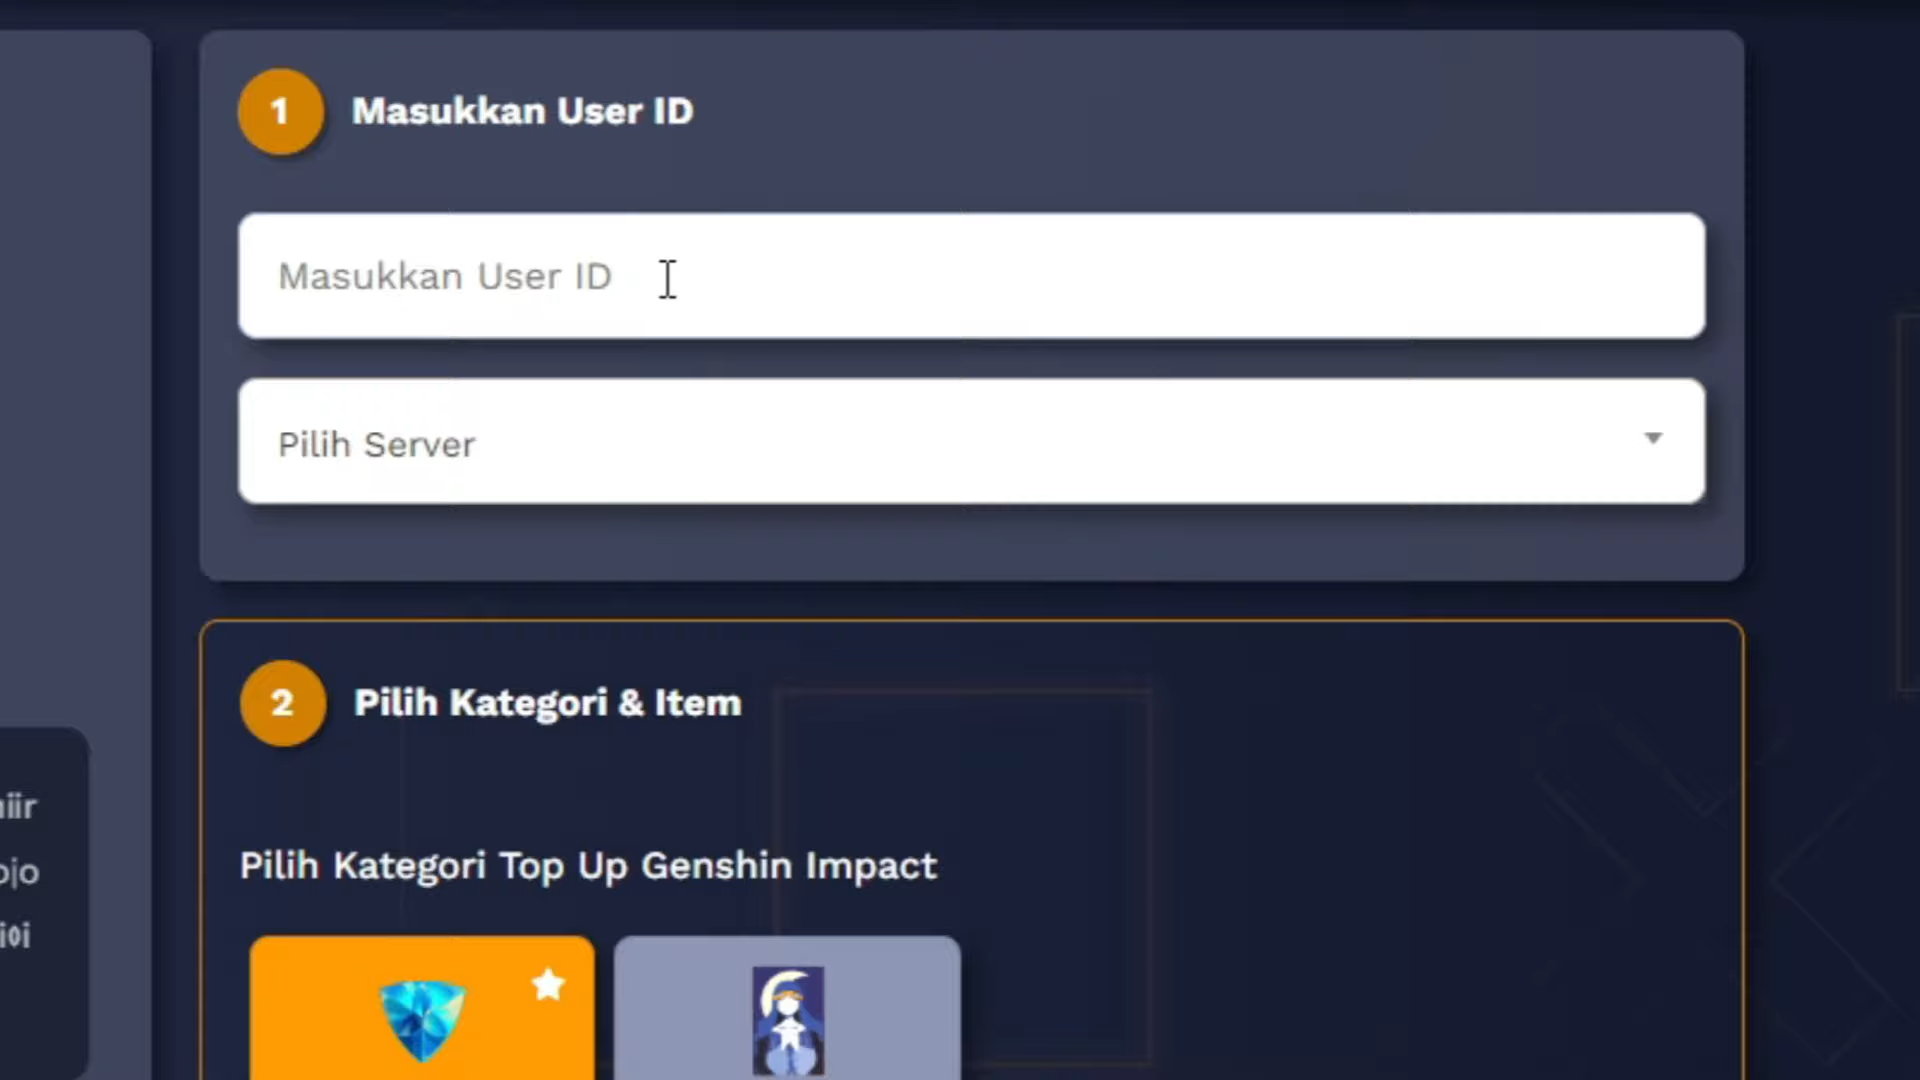 1 Masukkan User ID
Masukkan User ID
Pilih Server
2 Pilih Kategori & Item
Pilih Kategori Top Up Genshin Impact